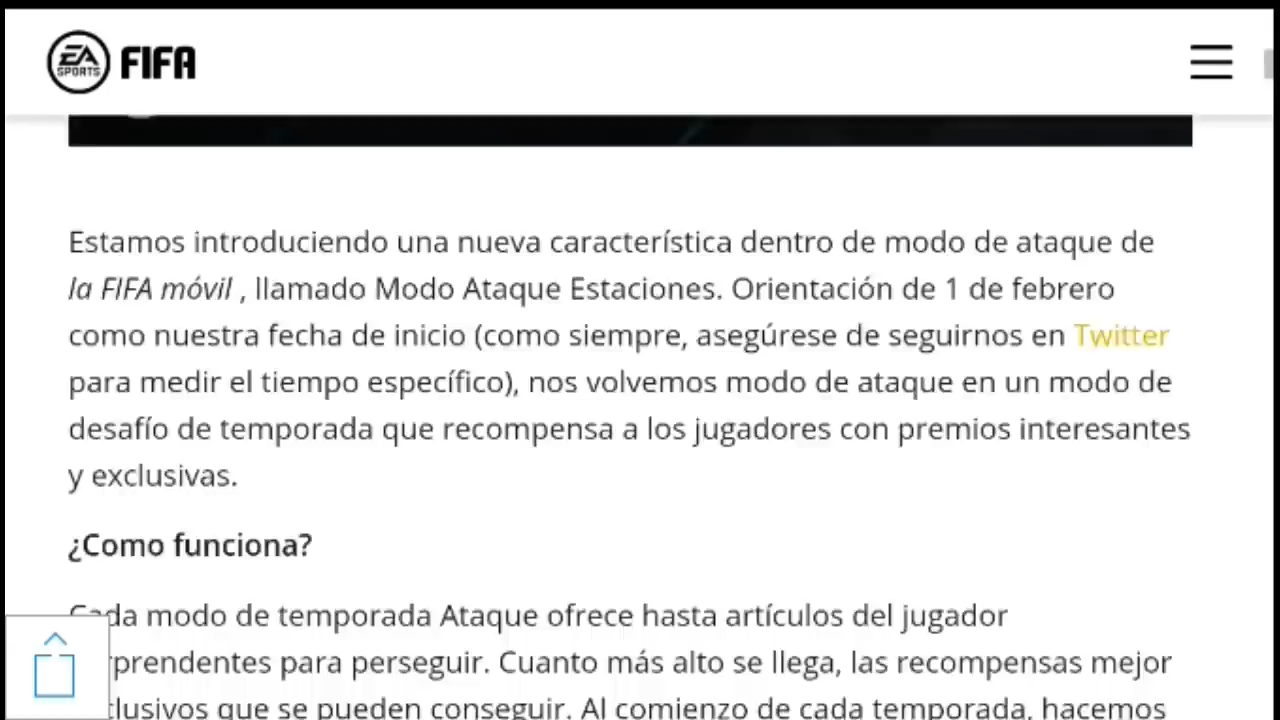 EA SPORTS FIFA
Estamos introduciendo una nueva característica dentro de modo de ataque de
la FIFA móvil , llamado Modo Ataque Estaciones. Orientación de 1 de febrero
como nuestra fecha de inicio (como siempre, asegúrese de seguirnos en Twitter
para medir el tiempo específico), nos volvemos modo de ataque en un modo de
desafío de temporada que recompensa a los jugadores con premios interesantes
y exclusivas.
¿Como funciona?
Cada modo de temporada Ataque ofrece hasta artículos del jugador
para perseguir. Cuanto más alto se llega, las recompensas mejor
que se pueden conseguir. Al comienzo de cada temporada, hacemos